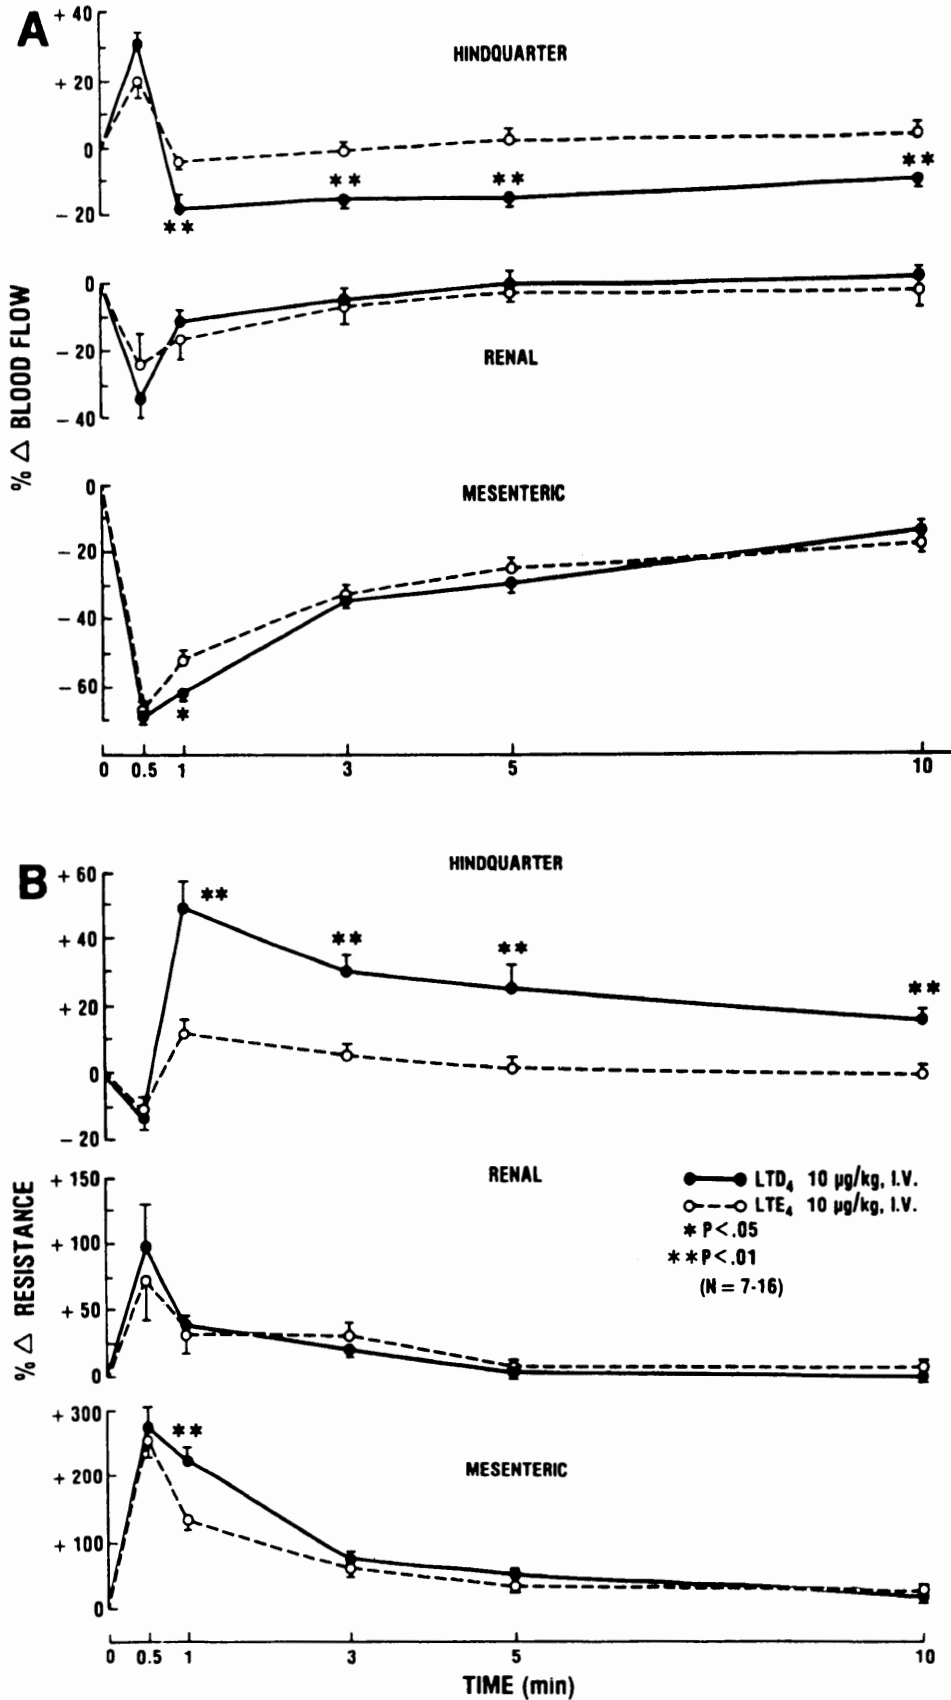 A
HINDQUARTER
+ 40
+ 20
0
− 20
**
**
**
**
% Δ BLOOD FLOW
0
− 20
− 40
RENAL
0
− 20
− 40
− 60
MESENTERIC
*
0 0.5 1 3 5 10
B
HINDQUARTER
+ 60
+ 40
+ 20
0
− 20
**
**
**
**
% Δ RESISTANCE
RENAL
+ 150
+ 100
+ 50
0
LTD₄ 10 µg/kg, I.V.
LTE₄ 10 µg/kg, I.V.
* P<.05
**P<.01
(N = 7-16)
+ 300
+ 200
+ 100
0
**
MESENTERIC
0 0.5 1 3 5 10
TIME (min)